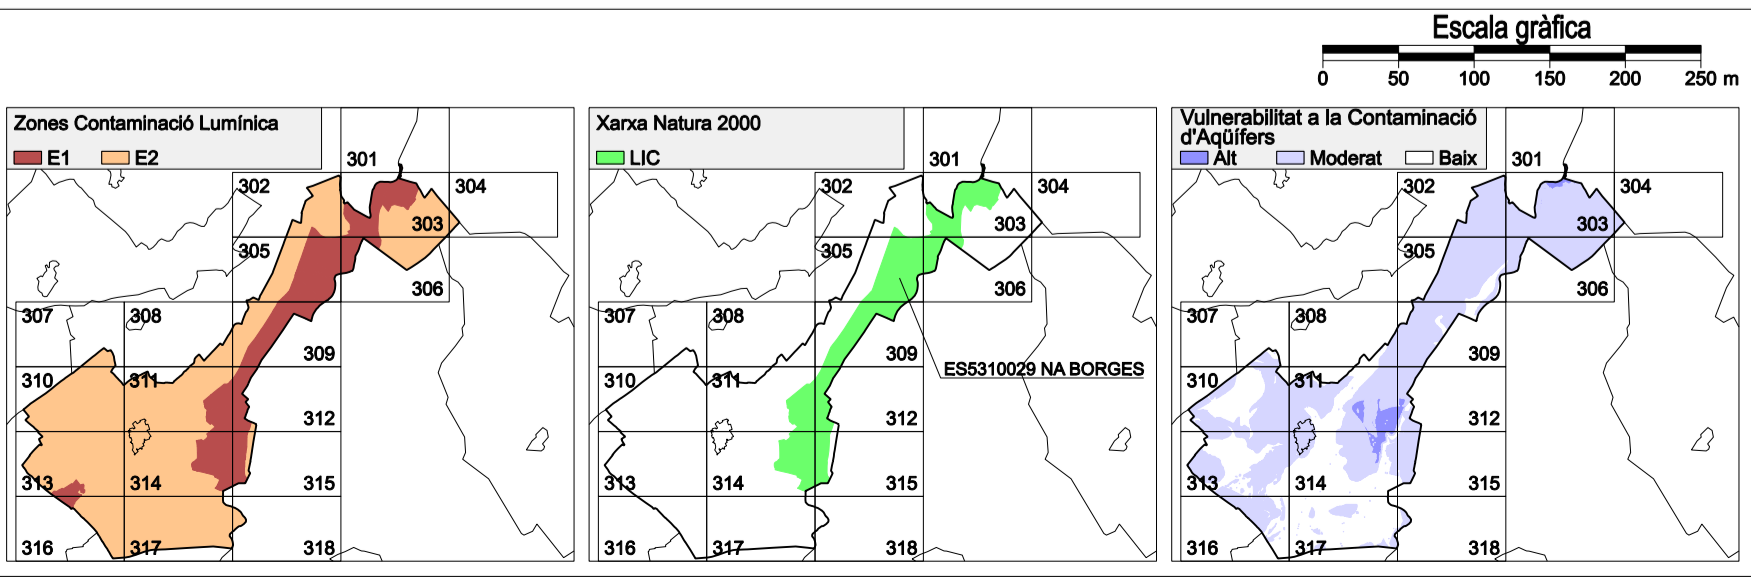 Escala gràfica
0 50 100 150 200 250 m
Zones Contaminació Lumínica
E1 E2
301
302 304
303
305
306
307 308
309
310 311
312
313 314 315
316 317 318
Xarxa Natura 2000
LIC
301
302 304
303
305
306
307 308
309
ES5310029 NA BORGES
310 311
312
313 314 315
316 317 318
Vulnerabilitat a la Contaminació
d'Aqüífers
Alt Moderat Baix
301
302 304
303
305
306
307 308
309
310 311
312
313 314 315
316 317 318